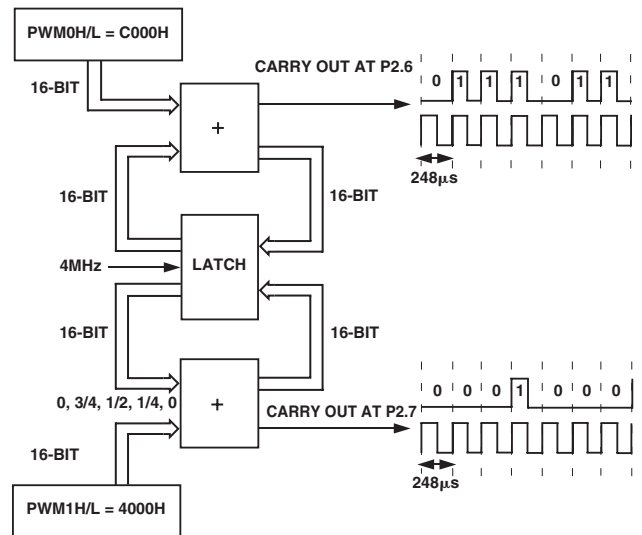 PWM0H/L = C000H
16-BIT
CARRY OUT AT P2.6
0 1 1 1 0 1 1
+
248µs
16-BIT
16-BIT
4MHz
LATCH
16-BIT
16-BIT
0, 3/4, 1/2, 1/4, 0
+
CARRY OUT AT P2.7
0 0 0 1 0 0 0
16-BIT
248µs
PWM1H/L = 4000H